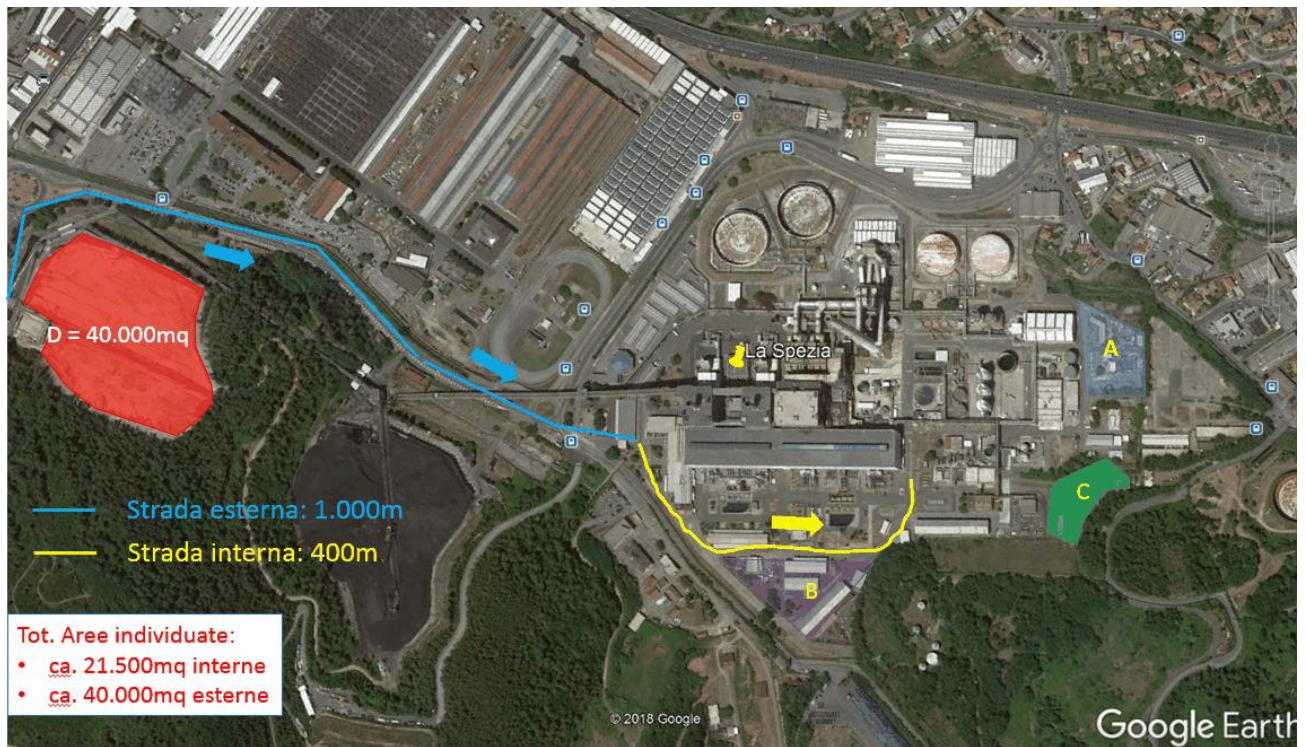 D = 40.000mq
La Spezia
A
C
B
Strada esterna: 1.000m
Strada interna: 400m
Tot. Aree individuate:
• ca. 21.500mq interne
• ca. 40.000mq esterne
© 2018 Google
Google Earth